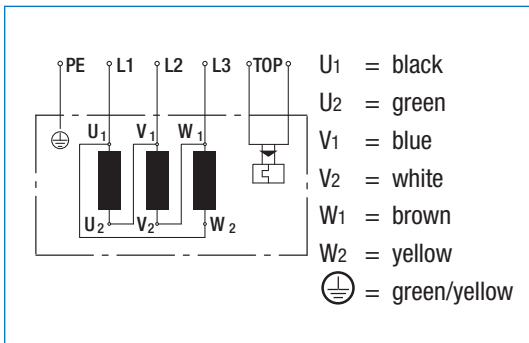 PE L1 L2 L3 TOP
U1 V1 W1
U2 V2 W2
U1 = black
U2 = green
V1 = blue
V2 = white
W1 = brown
W2 = yellow
⏚ = green/yellow